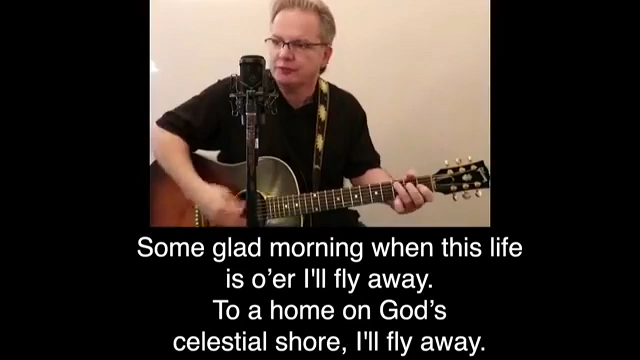 Some glad morning when this life
is o’er I'll fly away.
To a home on God’s
celestial shore, I'll fly away.